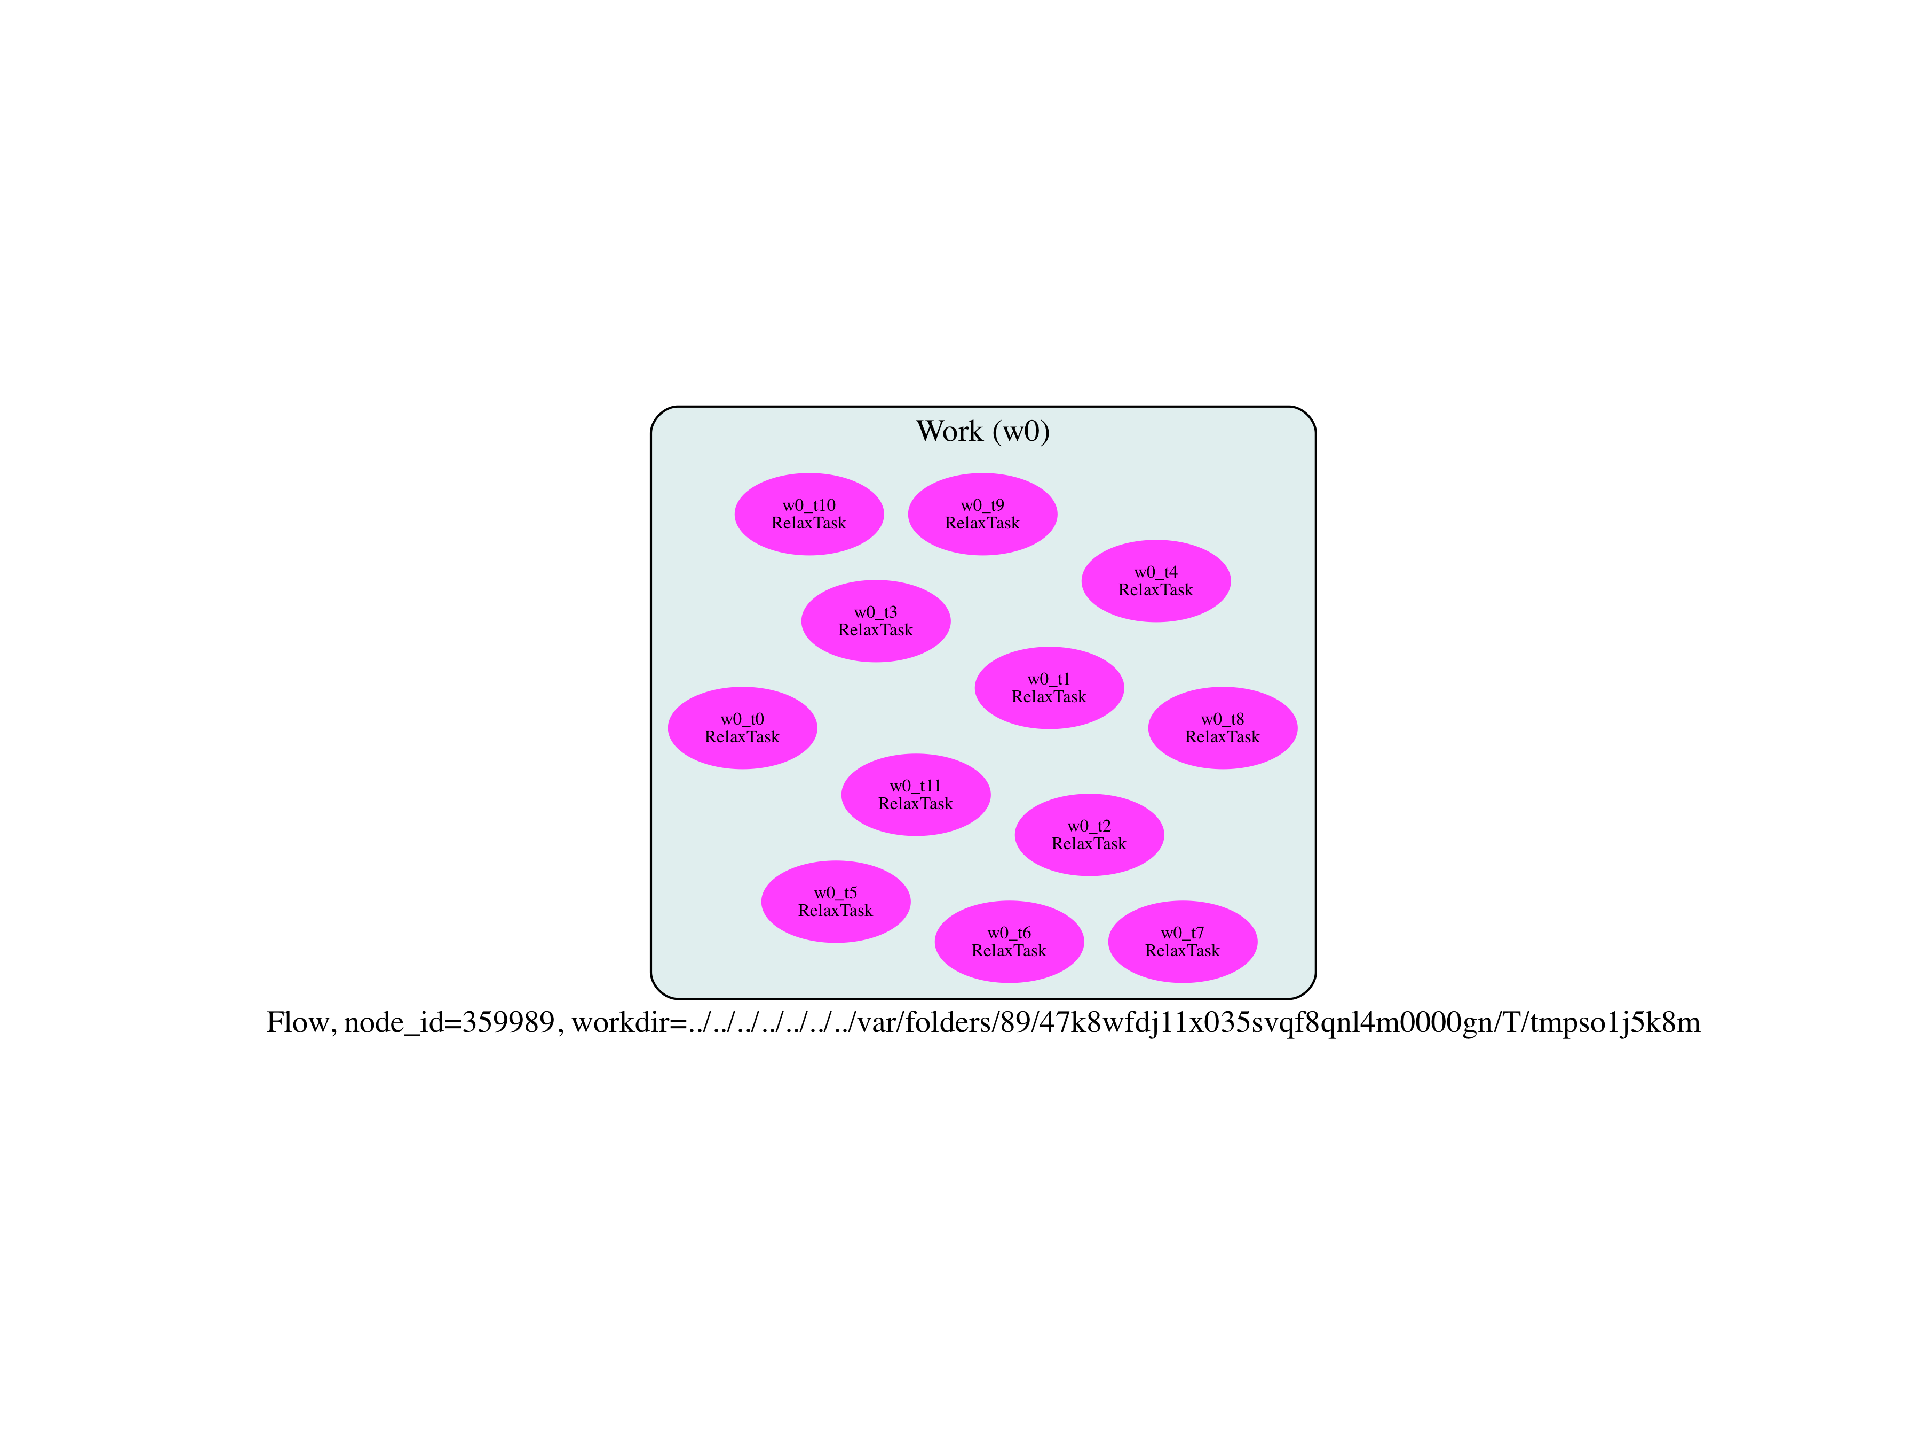 Work (w0)
w0_t10
RelaxTask
w0_t9
RelaxTask
w0_t4
RelaxTask
w0_t3
RelaxTask
w0_t1
RelaxTask
w0_t0
RelaxTask
w0_t8
RelaxTask
w0_t11
RelaxTask
w0_t2
RelaxTask
w0_t5
RelaxTask
w0_t6
RelaxTask
w0_t7
RelaxTask
Flow, node_id=359989, workdir=../../../../../../../var/folders/89/47k8wfdj11x035svqf8qnl4m0000gn/T/tmpso1j5k8m